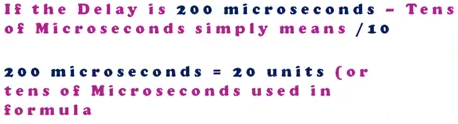 If the Delay is 200 microseconds - Tens
of Microseconds simply means /10
200 microseconds = 20 units (or
tens of Microseconds used in
formula